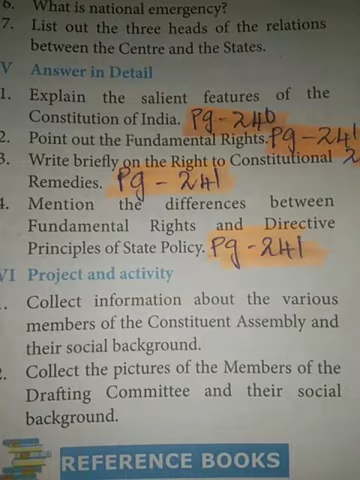 6. What is national emergency?
7. List out the three heads of the relations
between the Centre and the States.
V Answer in Detail
1. Explain the salient features of the
Constitution of India. Pg - 240
2. Point out the Fundamental Rights. Pg - 241
3. Write briefly on the Right to Constitutional 2
Remedies. Pg - 241
4. Mention the differences between
Fundamental Rights and Directive
Principles of State Policy. Pg - 241
VI Project and activity
1. Collect information about the various
members of the Constituent Assembly and
their social background.
2. Collect the pictures of the Members of the
Drafting Committee and their social
background.
REFERENCE BOOKS